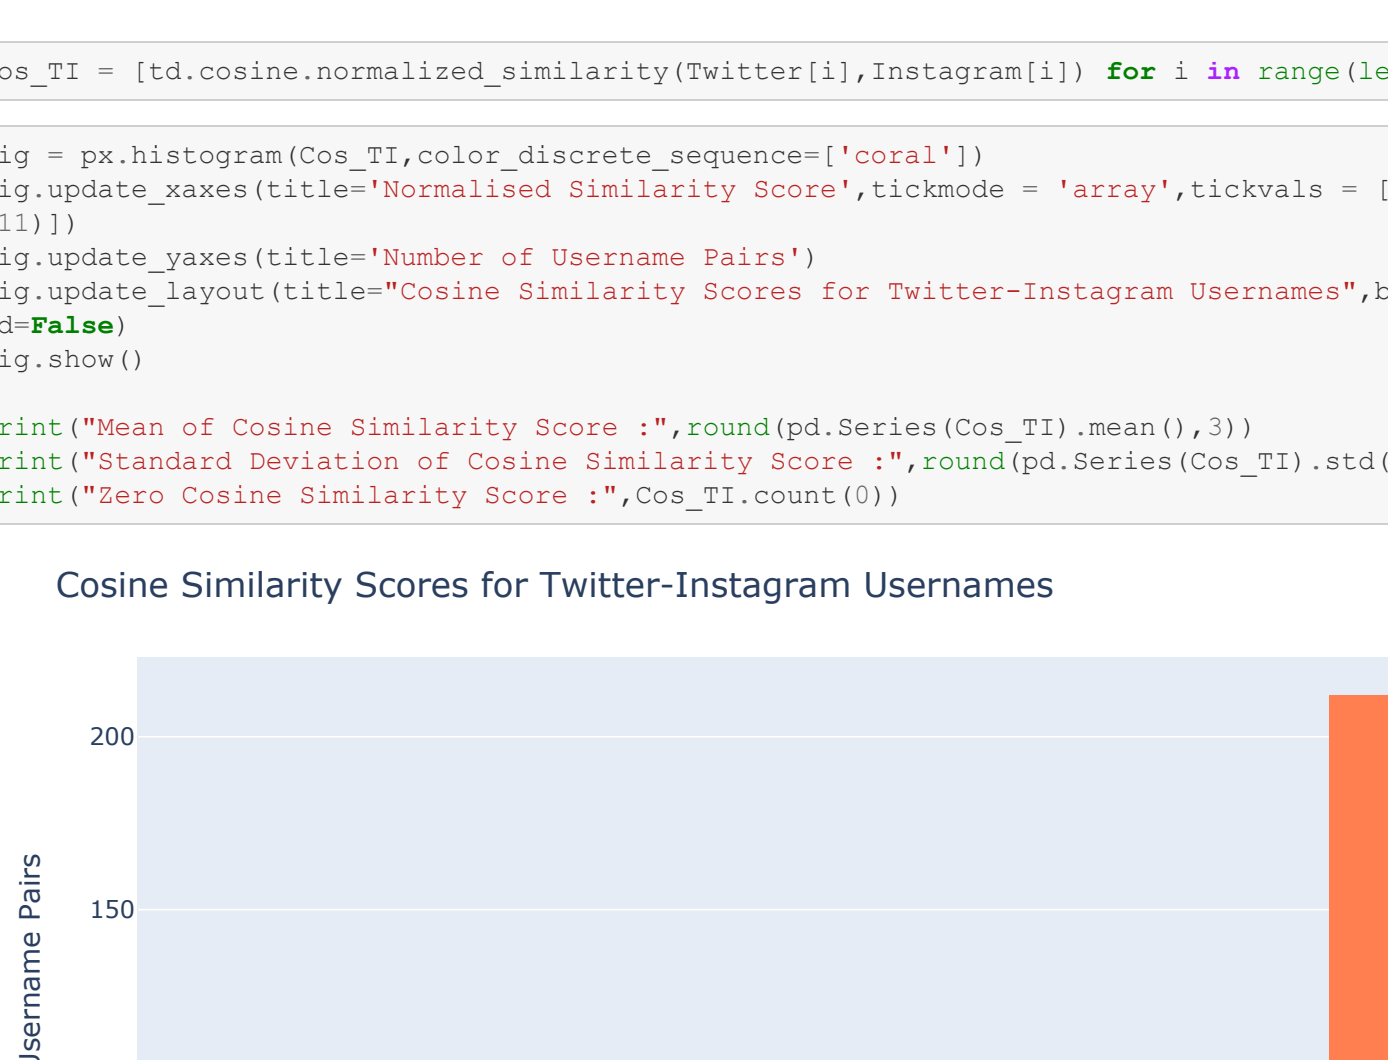 os_TI = [td.cosine.normalized_similarity(Twitter[i],Instagram[i]) for i in range(le
ig = px.histogram(Cos_TI,color_discrete_sequence=['coral'])
ig.update_xaxes(title='Normalised Similarity Score',tickmode = 'array',tickvals = [
11)])
ig.update_yaxes(title='Number of Username Pairs')
ig.update_layout(title="Cosine Similarity Scores for Twitter-Instagram Usernames",b
d=False)
ig.show()
rint("Mean of Cosine Similarity Score :",round(pd.Series(Cos_TI).mean(),3))
rint("Standard Deviation of Cosine Similarity Score :",round(pd.Series(Cos_TI).std(
rint("Zero Cosine Similarity Score :",Cos_TI.count(0))
Cosine Similarity Scores for Twitter-Instagram Usernames
200
150
Username Pairs